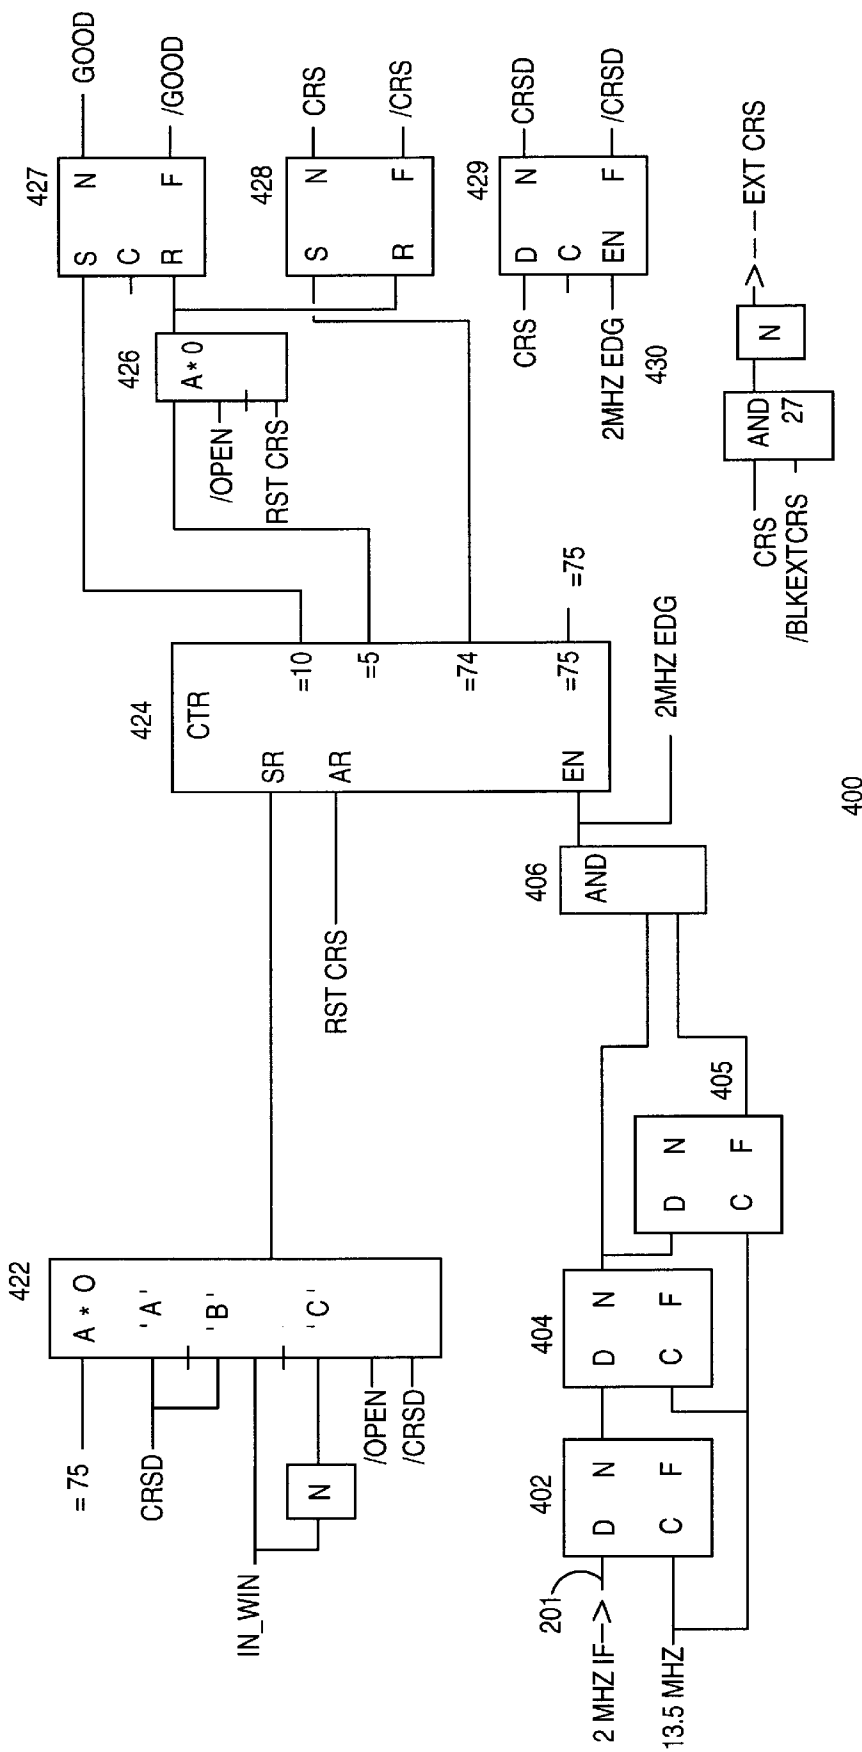 422
A * O
= 75
'A'
CRSD
'B'
IN_WIN
N
'C'
/OPEN
/CRSD
424
CTR
SR
RST CRS
AR
=10
=5
=74
=75
=75
EN
2MHZ EDG
426
A * 0
/OPEN
RST CRS
427
S N
C
R F
GOOD
/GOOD
428
S N
R F
CRS
/CRS
429
CRS
D N
C
2MHZ EDG
EN F
CRSD
/CRSD
430
201
2 MHZ IF-->
13.5 MHZ
402
D N
C F
404
D N
C F
405
D N
C F
406
AND
CRS
/BLKEXTCRS
AND
27
N
EXT CRS
400